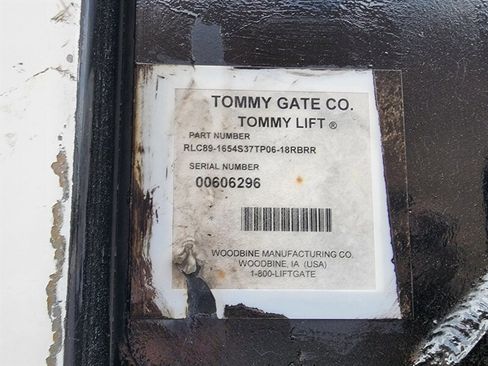 TOMMY GATE CO.
TOMMY LIFT ®
PART NUMBER
RLC89-1654S37TP06-18RBRR
SERIAL NUMBER
00606296
WOODBINE MANUFACTURING CO.
WOODBINE, IA (USA)
1-800-LIFTGATE